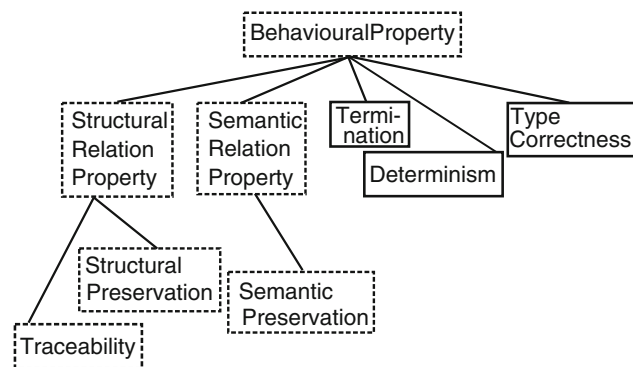 BehaviouralProperty
Structural
Relation
Property
Semantic
Relation
Property
Termi-
nation
Determinism
Type
Correctness
Structural
Preservation
Semantic
Preservation
Traceability